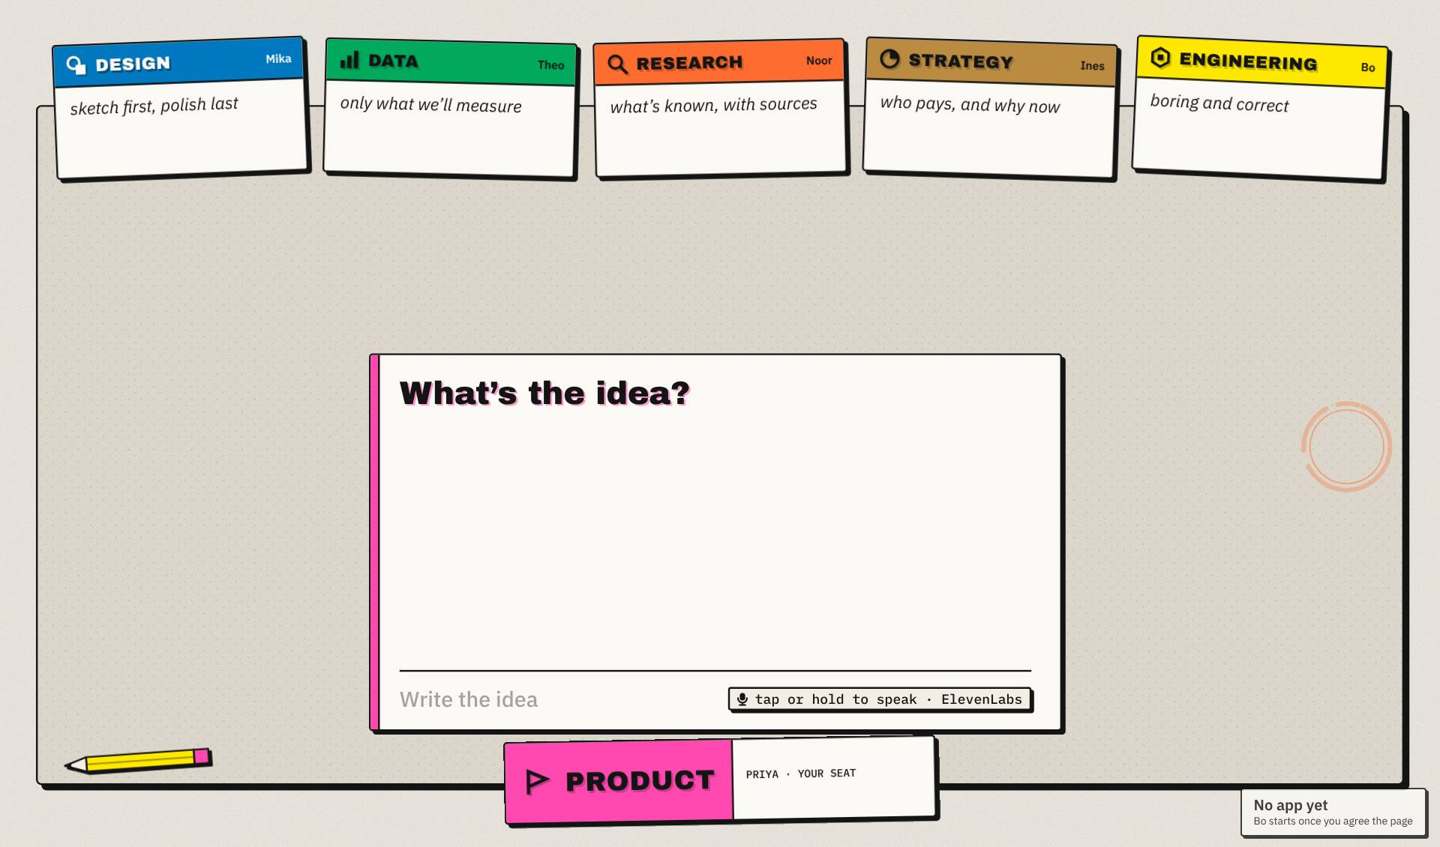 DESIGN
Mika
sketch first, polish last
DATA
Theo
only what we’ll measure
RESEARCH
Noor
what’s known, with sources
STRATEGY
Ines
who pays, and why now
ENGINEERING
Bo
boring and correct
What’s the idea?
Write the idea
tap or hold to speak · ElevenLabs
PRODUCT
PRIYA · YOUR SEAT
No app yet
Bo starts once you agree the page